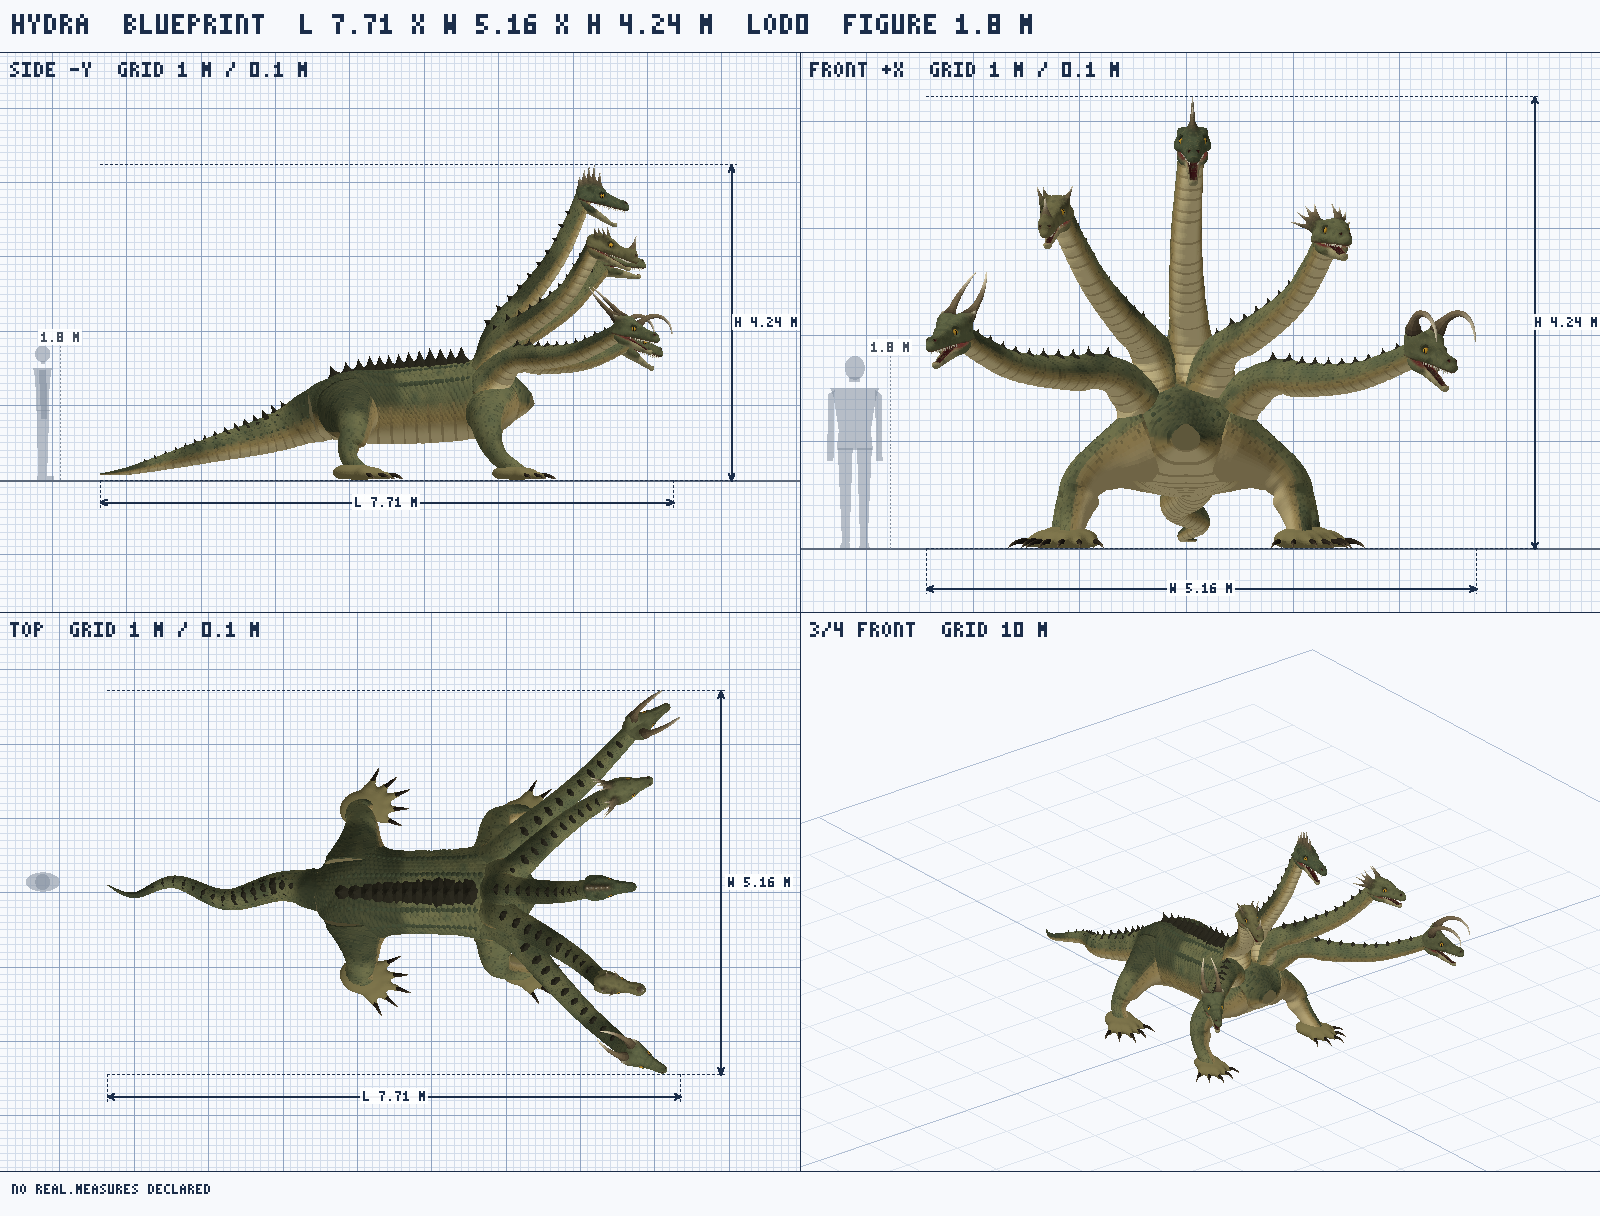 HYDRA BLUEPRINT L 7.71 X W 5.16 X H 4.24 M LOD0 FIGURE 1.8 M
SIDE -Y GRID 1 M / 0.1 M
1.8 M
H 4.24 M
L 7.71 M
FRONT +X GRID 1 M / 0.1 M
1.8 M
H 4.24 M
W 5.16 M
TOP GRID 1 M / 0.1 M
W 5.16 M
L 7.71 M
3/4 FRONT GRID 10 M
NO REAL.MEASURES DECLARED